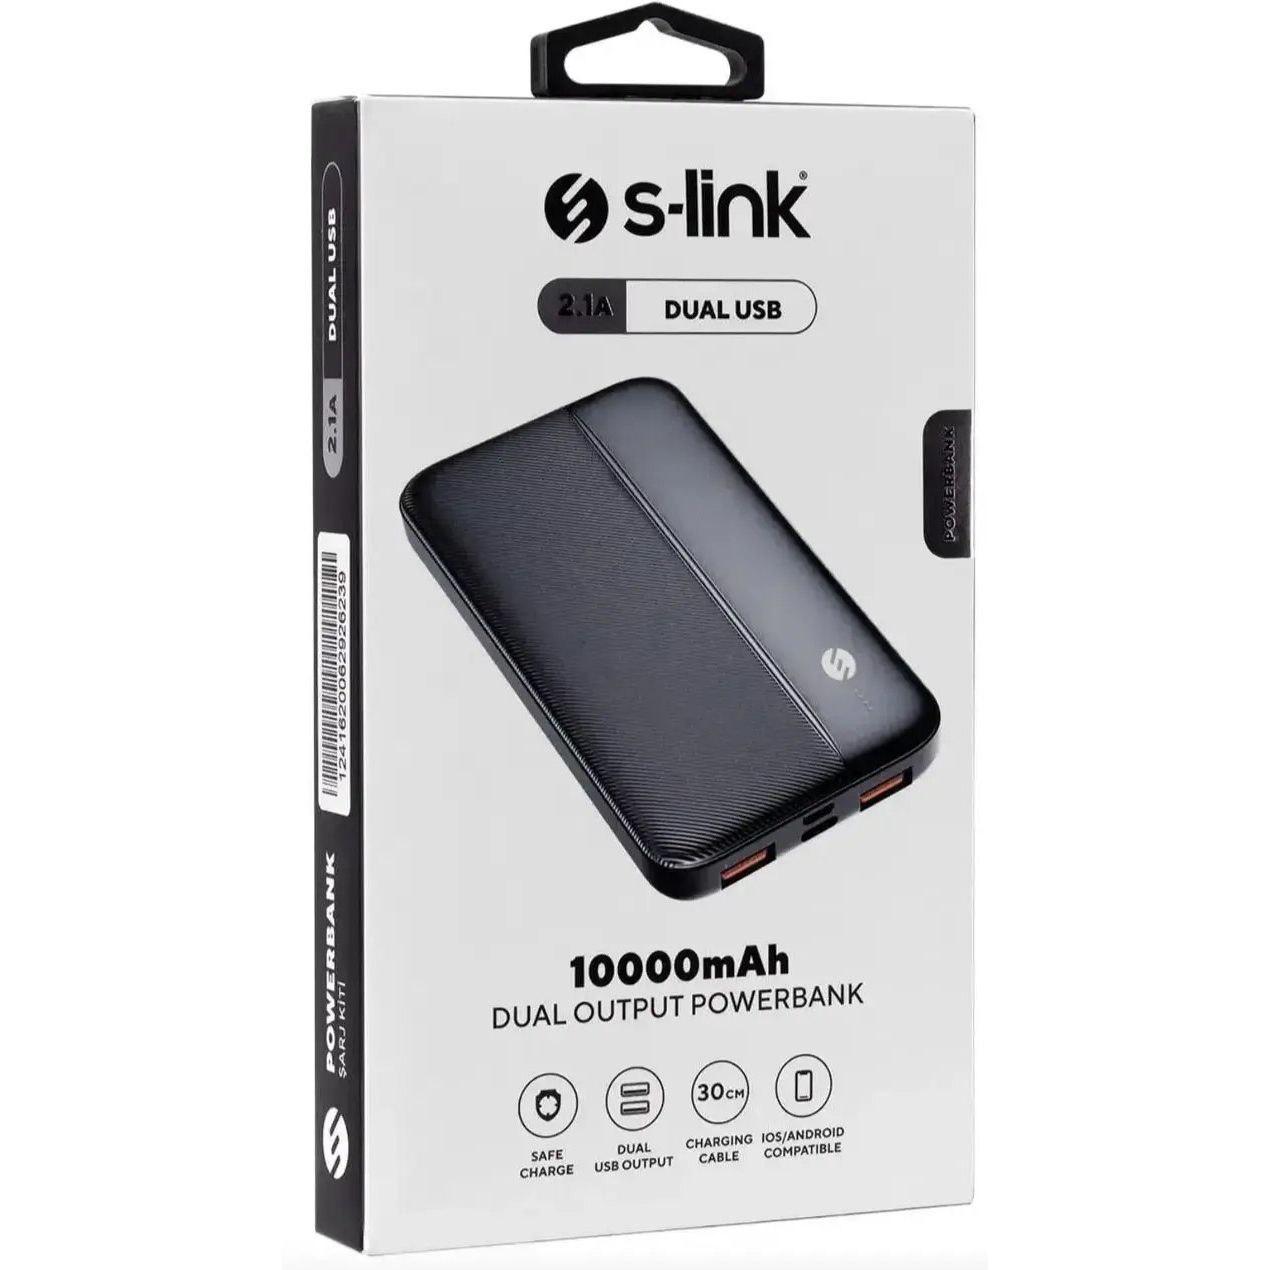 s-link®
2.1A DUAL USB
POWERBANK
10000mAh
DUAL OUTPUT POWERBANK
SAFE
CHARGE
DUAL
USB OUTPUT
30CM
CHARGING
CABLE
IOS/ANDROID
COMPATIBLE
2.1A DUAL USB
1241620062926239
POWERBANK
ŞARJ KİTİ